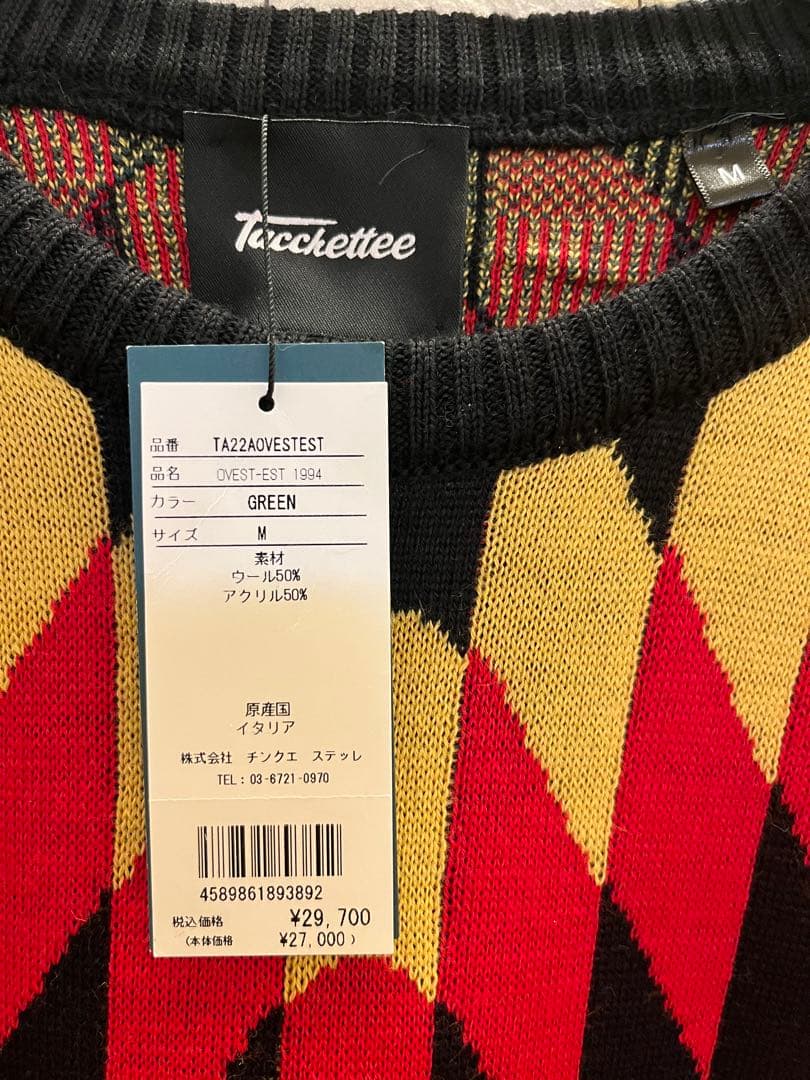 Tacchettee
M
品番 TA22AOVESTEST
品名 OVEST-EST 1994
カラー GREEN
サイズ M
素材
ウール50%
アクリル50%
原産国
イタリア
株式会社 チンクエ ステッレ
TEL: 03-6721-0970
4589861893892
税込価格 ¥29,700
(本体価格 ¥27,000)